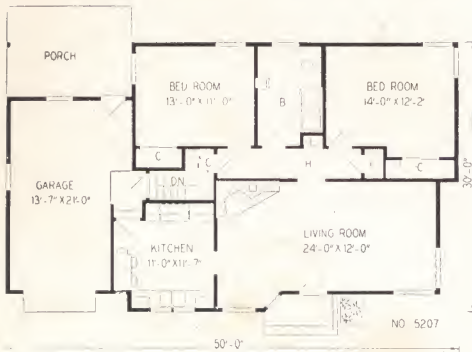 PORCH
BED ROOM
13'-0" X 11'-0"
B
BED ROOM
14'-0" X 12'-2"
C
C
L
H
C
C
DN.
GARAGE
13'-7" X 21'-0"
KITCHEN
11'-0" X 11'-7"
LIVING ROOM
24'-0" X 12'-0"
30'-0"
NO 5207
50'-0"